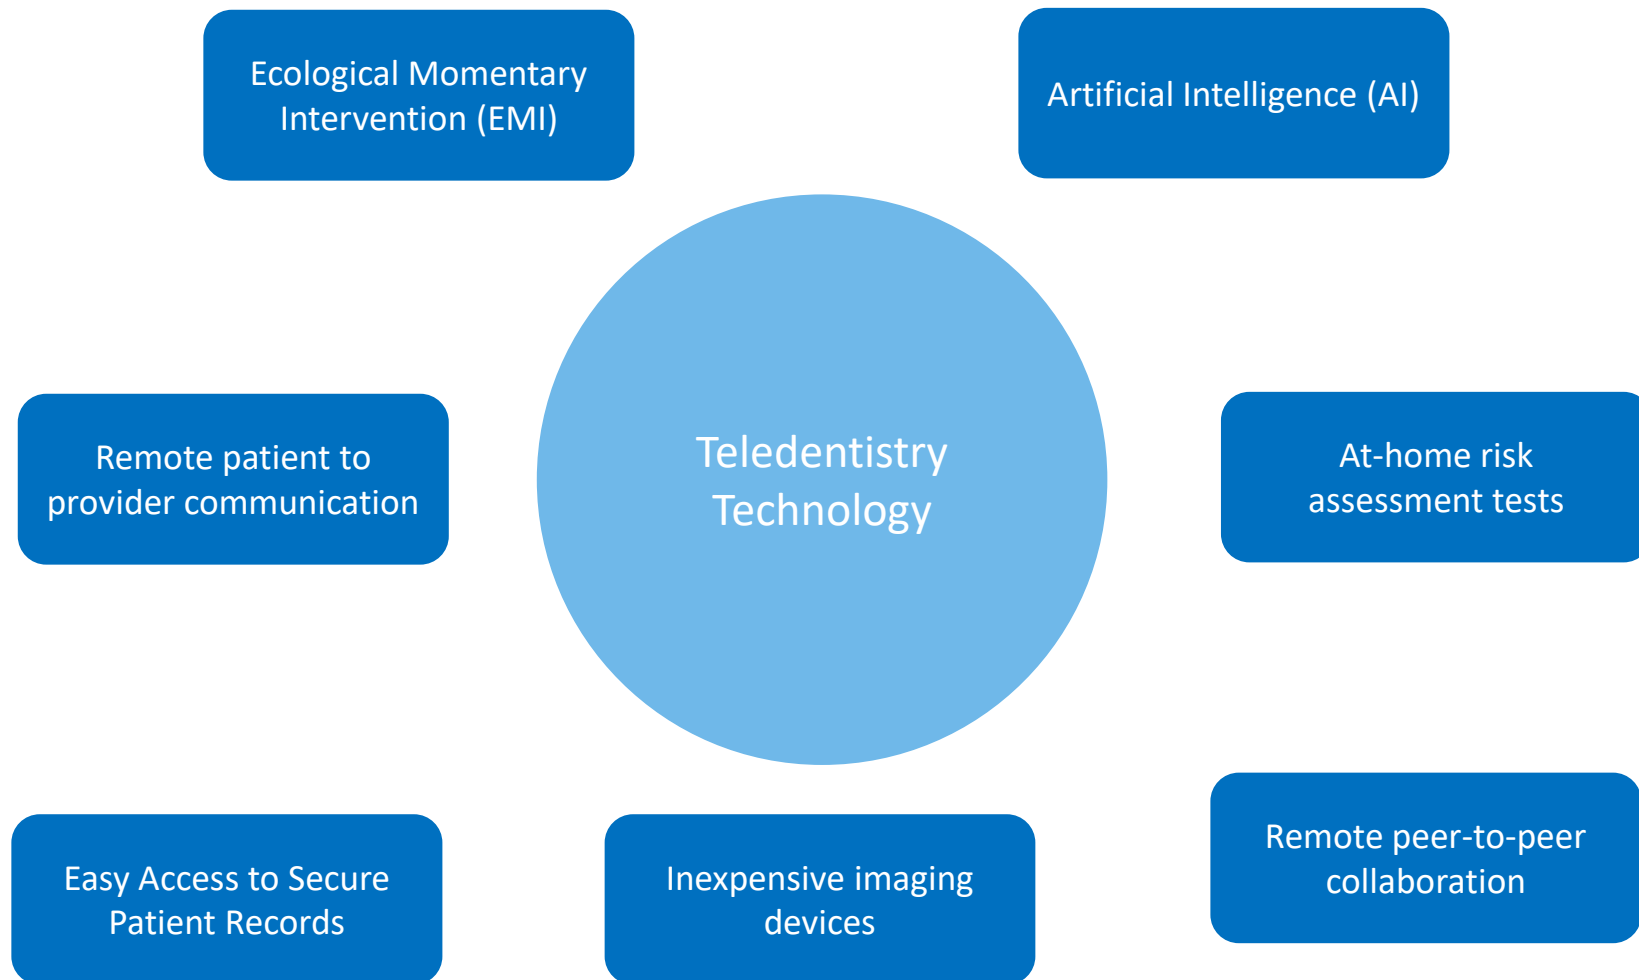 Ecological Momentary
Intervention (EMI)
Artificial Intelligence (AI)
Remote patient to
provider communication
Teledentistry
Technology
At-home risk
assessment tests
Easy Access to Secure
Patient Records
Inexpensive imaging
devices
Remote peer-to-peer
collaboration